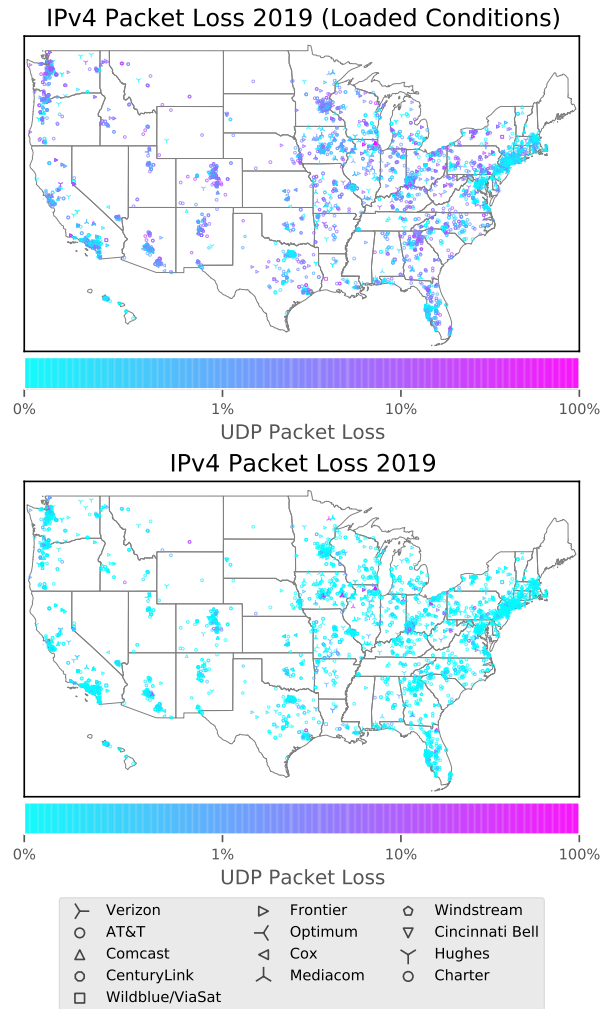 IPv4 Packet Loss 2019 (Loaded Conditions)
0% 1% 10% 100%
UDP Packet Loss
IPv4 Packet Loss 2019
0% 1% 10% 100%
UDP Packet Loss
Verizon Frontier Windstream
AT&T Optimum Cincinnati Bell
Comcast Cox Hughes
CenturyLink Mediacom Charter
Wildblue/ViaSat